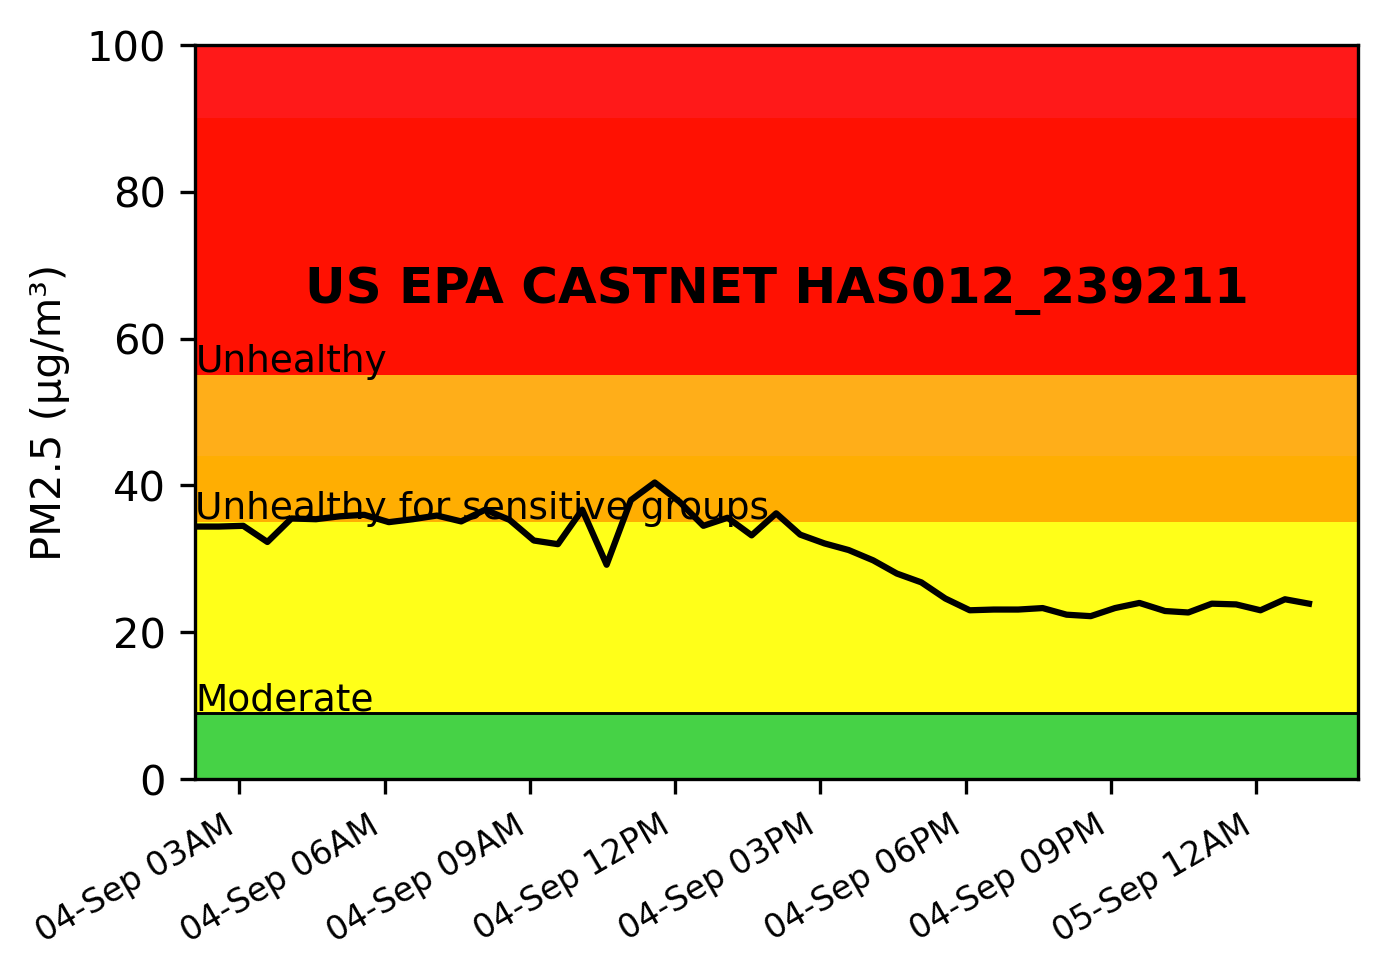 100
80
60
40
20
0
PM2.5 (µg/m³)
US EPA CASTNET HAS012_239211
Unhealthy
Unhealthy for sensitive groups
Moderate
04-Sep 03AM
04-Sep 06AM
04-Sep 09AM
04-Sep 12PM
04-Sep 03PM
04-Sep 06PM
04-Sep 09PM
05-Sep 12AM